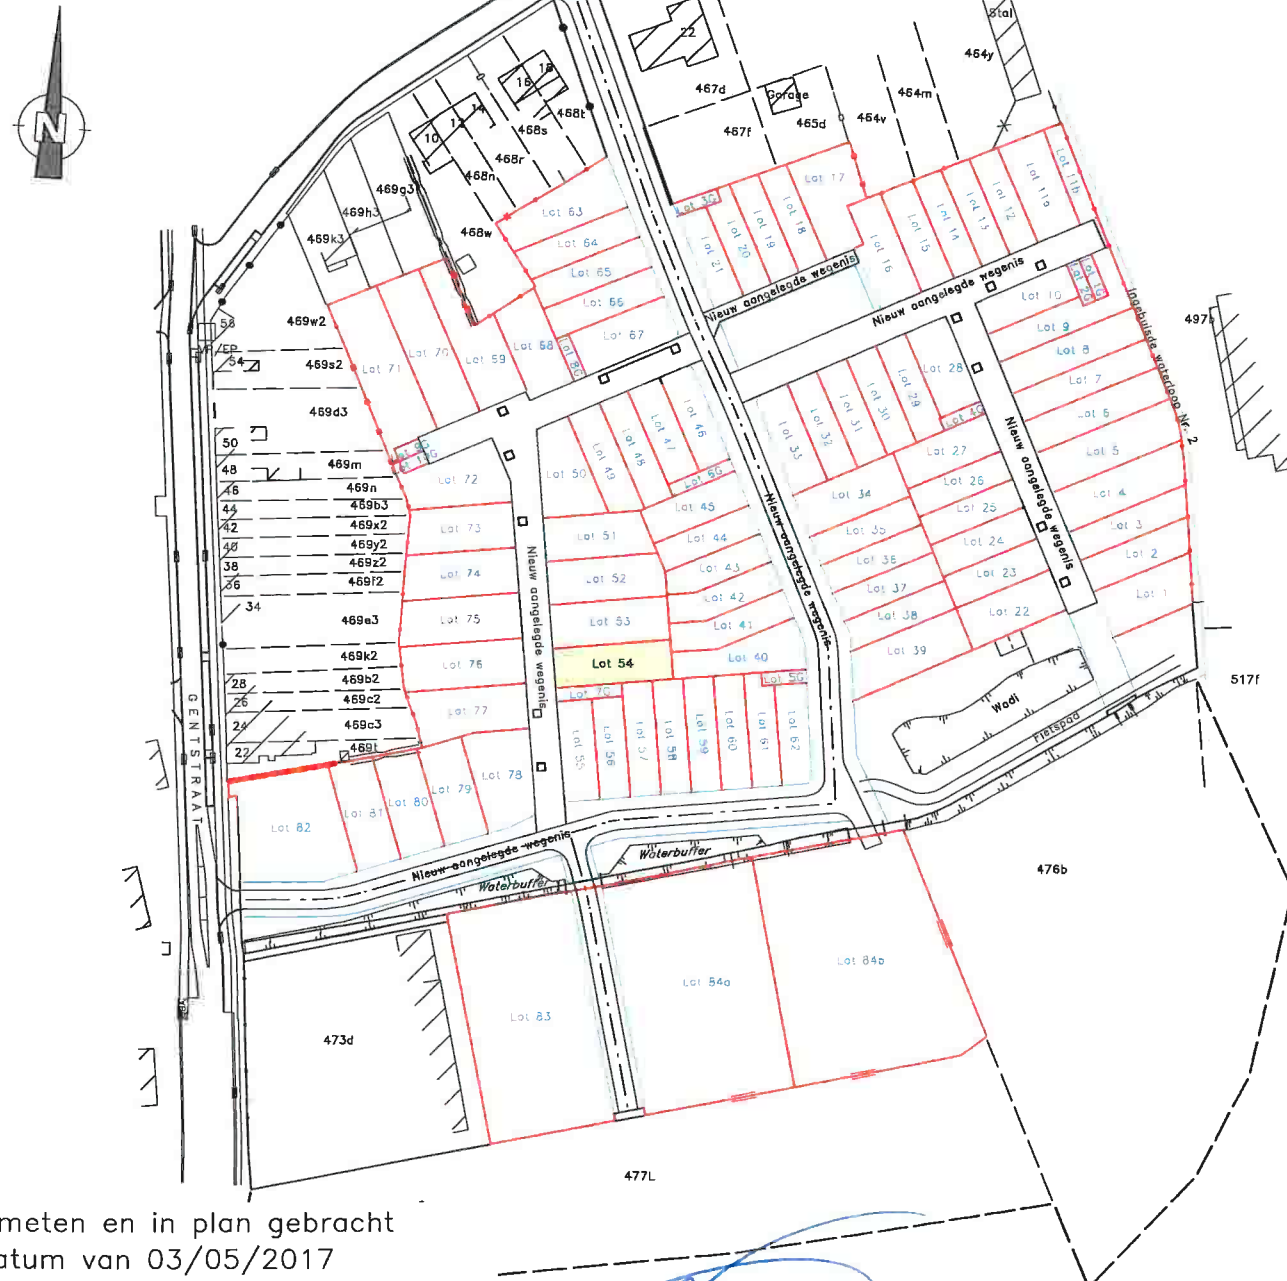 N
22
Stal
464y
467d
Garage
464m
467f
465d
464v
16
18
468t
14
12
10
468s
468r
468n
469g3
469h3
468w
469k3
Lot 63
Lot 64
Lot 65
Lot 66
Lot 67
Lot 17
Lot 3G
Lot 21
Lot 20
Lot 19
Lot 18
Lot 16
Lot 15
Lot 14
Lot 13
Lot 12
Lot 11a
Lot 11b
Nieuw aangelegde wegenis
Nieuw aangelegde wegenis
Lot 1G
Lot 2G
Lot 10
Lot 9
Lot 8
Lot 7
Lot 6
Lot 5
Lot 4
Lot 3
Lot 2
Lot 1
Ingebuisde waterloop Nr. 2
497b
56
54
469w2
469s2
469d3
Lot 71
Lot 70
Lot 59
Lot 68
Lot 8G
Lot 28
Lot 29
Lot 30
Lot 31
Lot 32
Lot 33
Lot 4G
Lot 27
Lot 26
Lot 25
Lot 24
Lot 23
Lot 22
Nieuw aangelegde wegenis
50
48
46
44
42
40
38
36
34
469m
469n
469b3
469x2
469y2
469z2
469f2
469e3
469k2
469b2
469c2
469c3
469t
28
26
24
22
Lot 72
Lot 73
Lot 74
Lot 75
Lot 76
Lot 77
Lot 78
Lot 79
Lot 80
Lot 81
Lot 82
Nieuw aangelegde wegenis
Lot 50
Lot 49
Lot 48
Lot 47
Lot 46
Lot 6G
Lot 45
Lot 44
Lot 43
Lot 42
Lot 41
Lot 40
Lot 51
Lot 52
Lot 53
Lot 54
Lot 5G
Lot 7G
Lot 55
Lot 56
Lot 57
Lot 58
Lot 59
Lot 60
Lot 61
Lot 62
Nieuw aangelegde wegenis
Lot 34
Lot 35
Lot 36
Lot 37
Lot 38
Lot 39
Wadi
Fietspad
517f
GENTSTRAAT
Nieuw aangelegde wegenis
Waterbuffer
Waterbuffer
476b
Lot 83
Lot 84a
Lot 84b
473d
477L
meten en in plan gebracht
atum van 03/05/2017